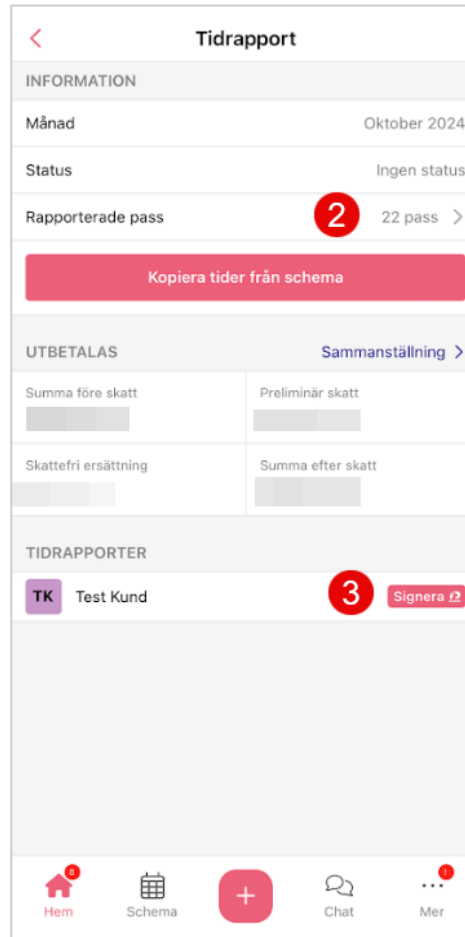 Tidrapport
INFORMATION
Månad Oktober 2024
Status Ingen status
Rapporterade pass 2 22 pass
Kopiera tider från schema
UTBETALAS Sammanställning
Summa före skatt Preliminär skatt
Skattefri ersättning Summa efter skatt
TIDRAPPORTER
TK Test Kund 3 Signera
8 !
Hem Schema + Chat Mer